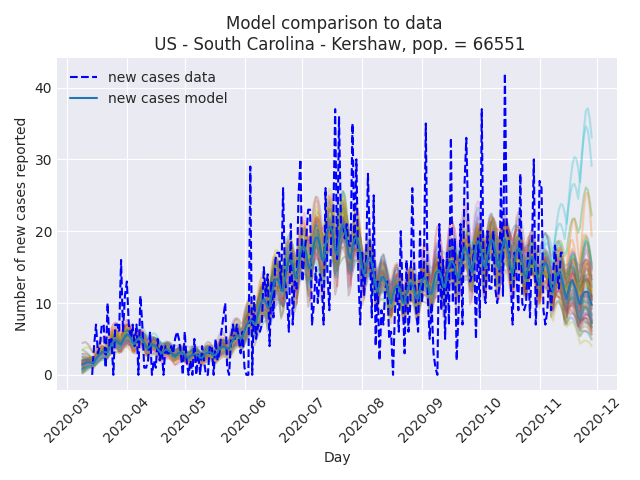 Model comparison to data
US - South Carolina - Kershaw, pop. = 66551
new cases data
new cases model
Number of new cases reported
40
30
20
10
0
2020-03
2020-04
2020-05
2020-06
2020-07
2020-08
2020-09
2020-10
2020-11
2020-12
Day